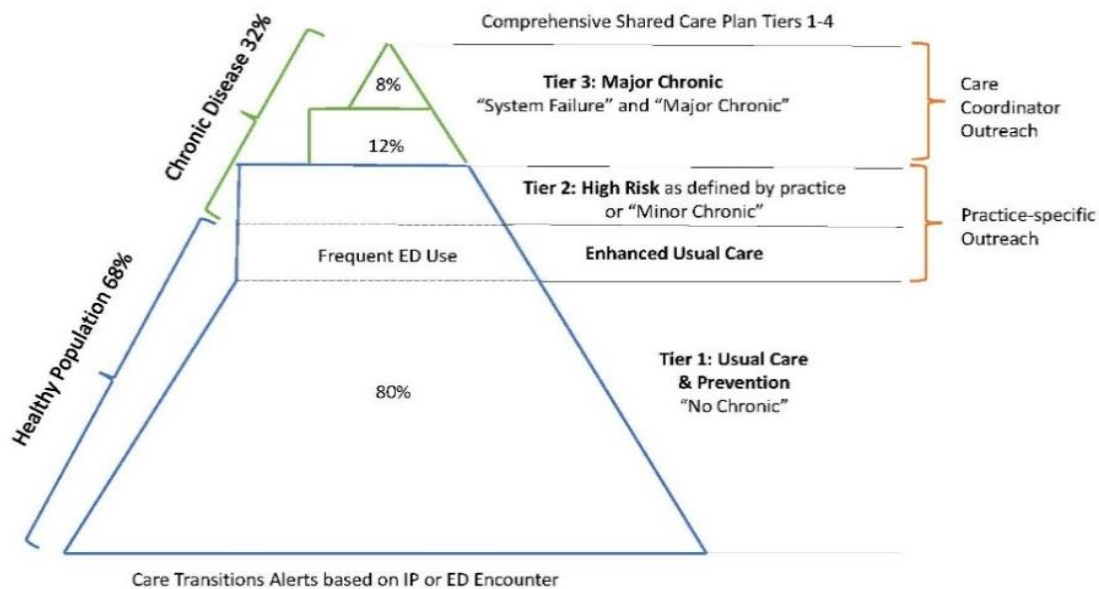 Comprehensive Shared Care Plan Tiers 1-4
Chronic Disease 32%
8%
Tier 3: Major Chronic
“System Failure” and “Major Chronic”
Care
Coordinator
Outreach
12%
Tier 2: High Risk as defined by practice
or “Minor Chronic”
Practice-specific
Outreach
Frequent ED Use
Enhanced Usual Care
Healthy Population 68%
80%
Tier 1: Usual Care
& Prevention
“No Chronic”
Care Transitions Alerts based on IP or ED Encounter